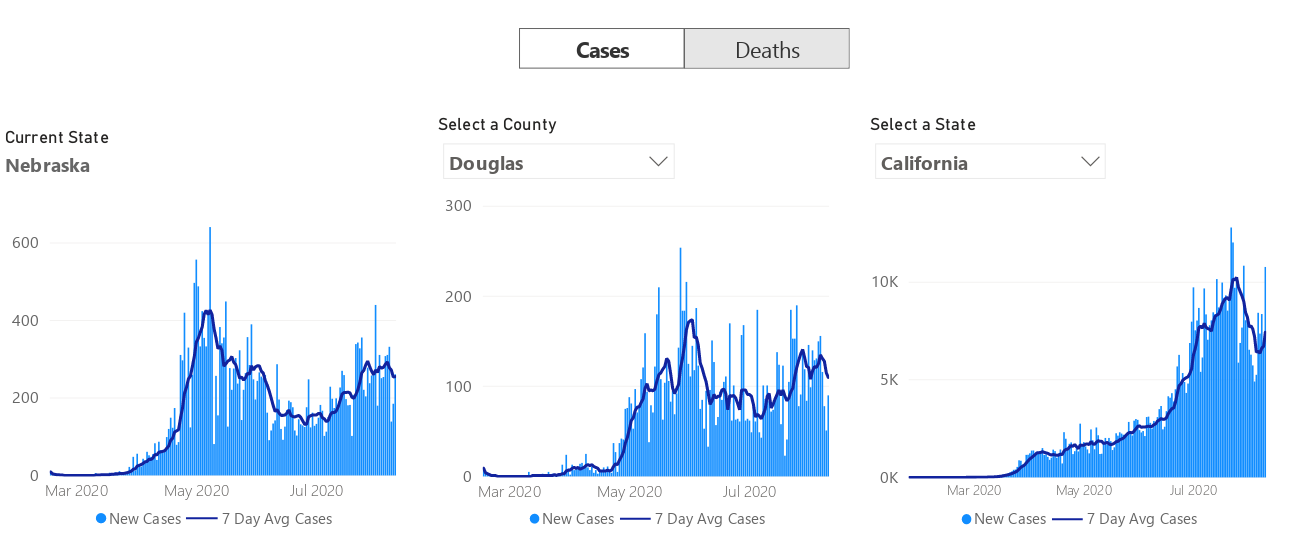 Cases Deaths
Current State
Nebraska
600
400
200
0
Mar 2020 May 2020 Jul 2020
New Cases 7 Day Avg Cases
Select a County
Douglas
300
200
100
0
Mar 2020 May 2020 Jul 2020
New Cases 7 Day Avg Cases
Select a State
California
10K
5K
0K
Mar 2020 May 2020 Jul 2020
New Cases 7 Day Avg Cases